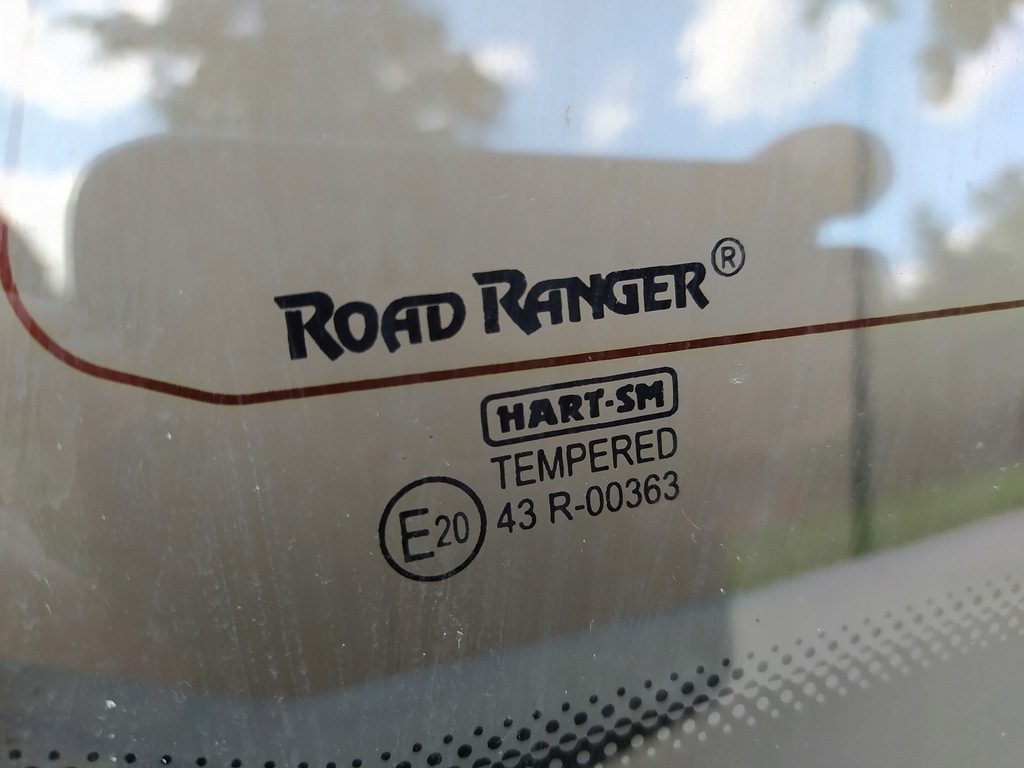 ROAD RANGER®
HART-SM
TEMPERED
E20 43 R-00363